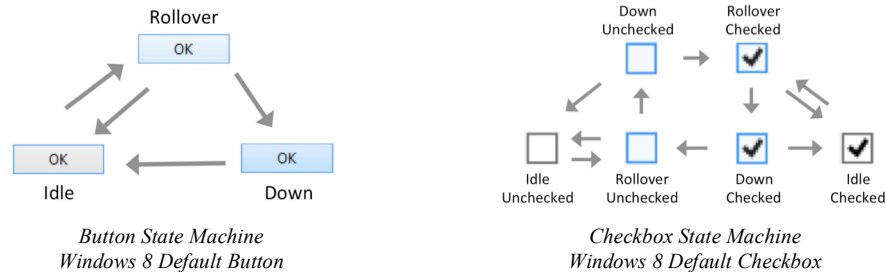 Rollover
OK
OK
Idle
OK
Down
Button State Machine
Windows 8 Default Button
Down
Unchecked
Rollover
Checked
Idle
Unchecked
Rollover
Unchecked
Down
Checked
Idle
Checked
Checkbox State Machine
Windows 8 Default Checkbox